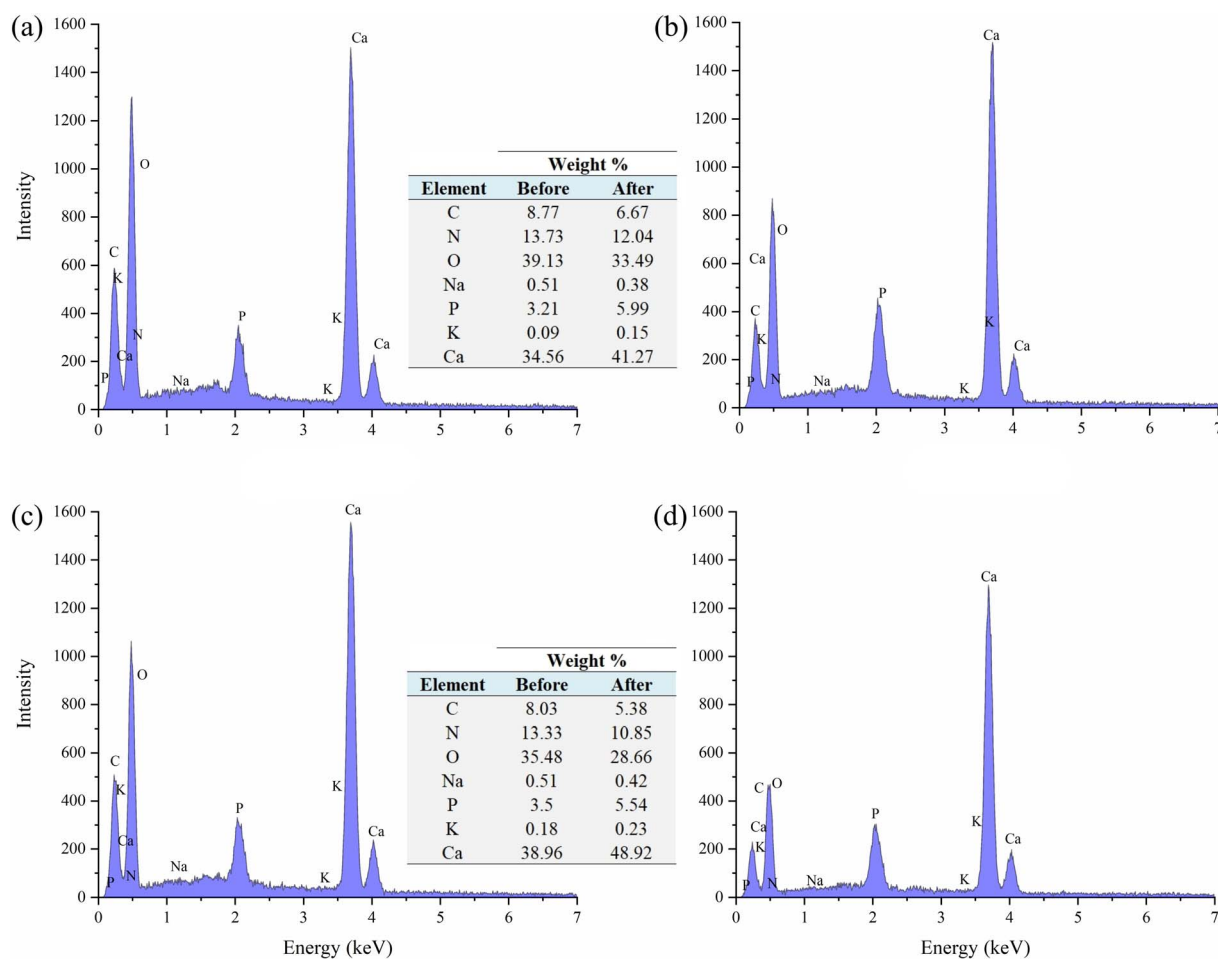 (a)
1600
1400
1200
1000
800
600
400
200
0
Intensity
0 1 2 3 4 5 6 7
P
C
K
Ca
O
N
Na
P
K
K
Ca
Ca
Weight %
Element Before After
C 8.77 6.67
N 13.73 12.04
O 39.13 33.49
Na 0.51 0.38
P 3.21 5.99
K 0.09 0.15
Ca 34.56 41.27
(b)
1600
1400
1200
1000
800
600
400
200
0
0 1 2 3 4 5 6 7
Ca
C
K
P
O
N
Na
P
K
K
Ca
Ca
(c)
1600
1400
1200
1000
800
600
400
200
0
Intensity
0 1 2 3 4 5 6 7
Energy (keV)
C
K
Ca
P
O
N
Na
P
K
K
Ca
Ca
Weight %
Element Before After
C 8.03 5.38
N 13.33 10.85
O 35.48 28.66
Na 0.51 0.42
P 3.5 5.54
K 0.18 0.23
Ca 38.96 48.92
(d)
1600
1400
1200
1000
800
600
400
200
0
0 1 2 3 4 5 6 7
Energy (keV)
C
O
Ca
K
P
N
Na
P
K
K
Ca
Ca